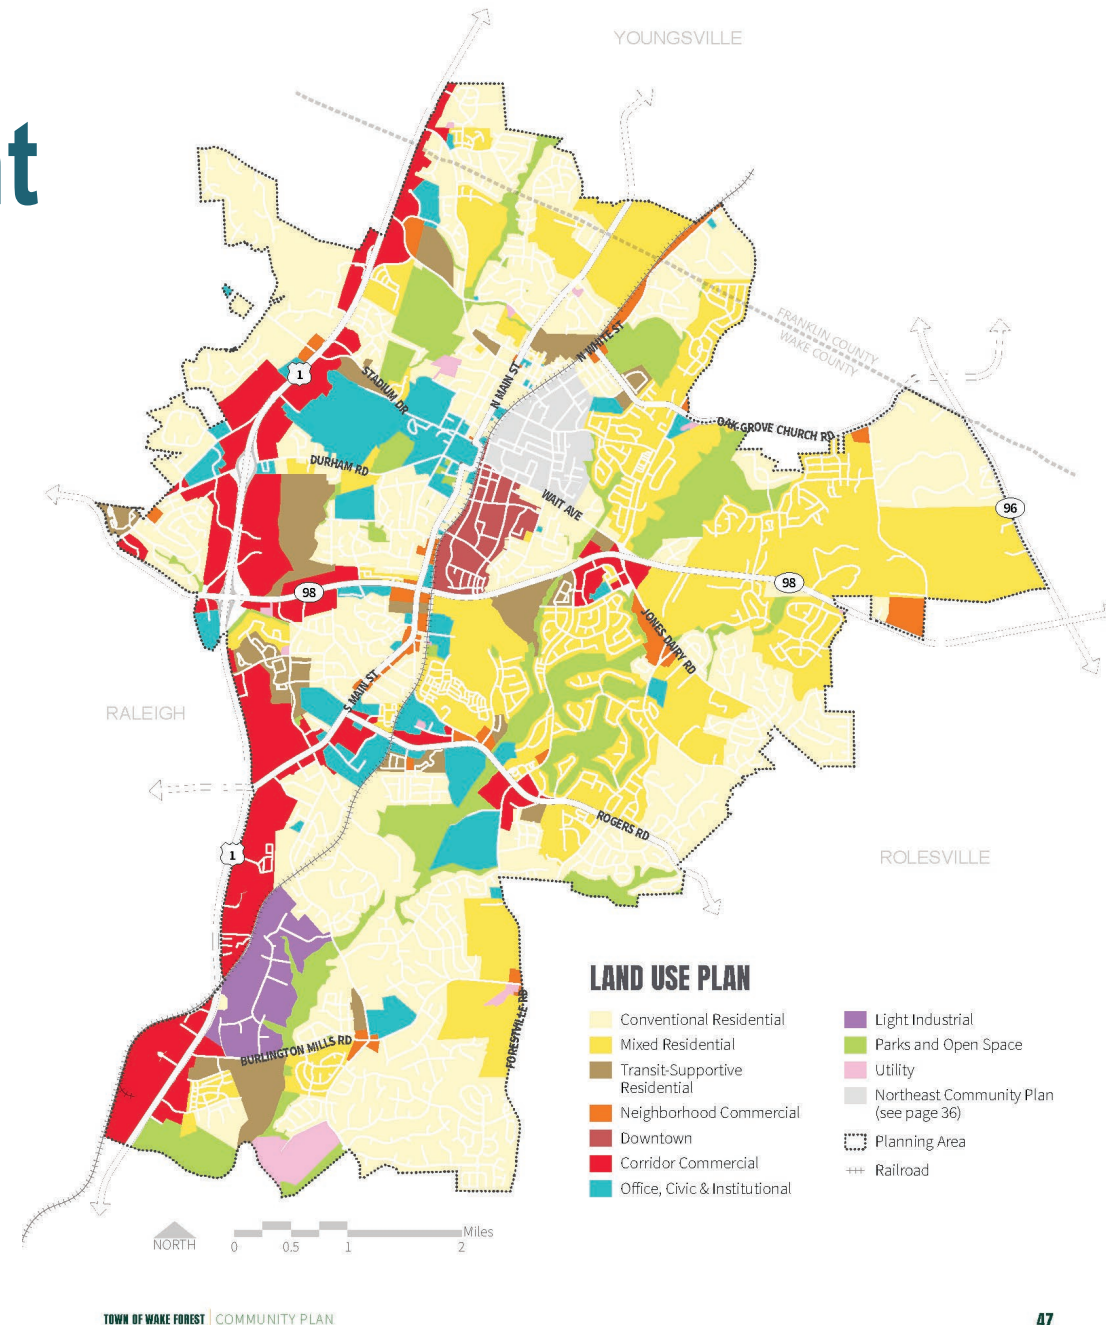 nt
YOUNGSVILLE
FRANKLIN COUNTY
WAKE COUNTY
N WHITE ST
1
STADIUM DR
N MAIN ST
OAK GROVE CHURCH RD
DURHAM RD
WAIT AVE
96
98
98
JONES DAIRY RD
S MAIN ST
RALEIGH
ROGERS RD
1
ROLESVILLE
FORESTVILLE RD
BURLINGTON MILLS RD
LAND USE PLAN
Conventional Residential
Mixed Residential
Transit-Supportive
Residential
Neighborhood Commercial
Downtown
Corridor Commercial
Office, Civic & Institutional
Light Industrial
Parks and Open Space
Utility
Northeast Community Plan
(see page 36)
Planning Area
Railroad
NORTH
0 0.5 1 2 Miles
TOWN OF WAKE FOREST | COMMUNITY PLAN
47